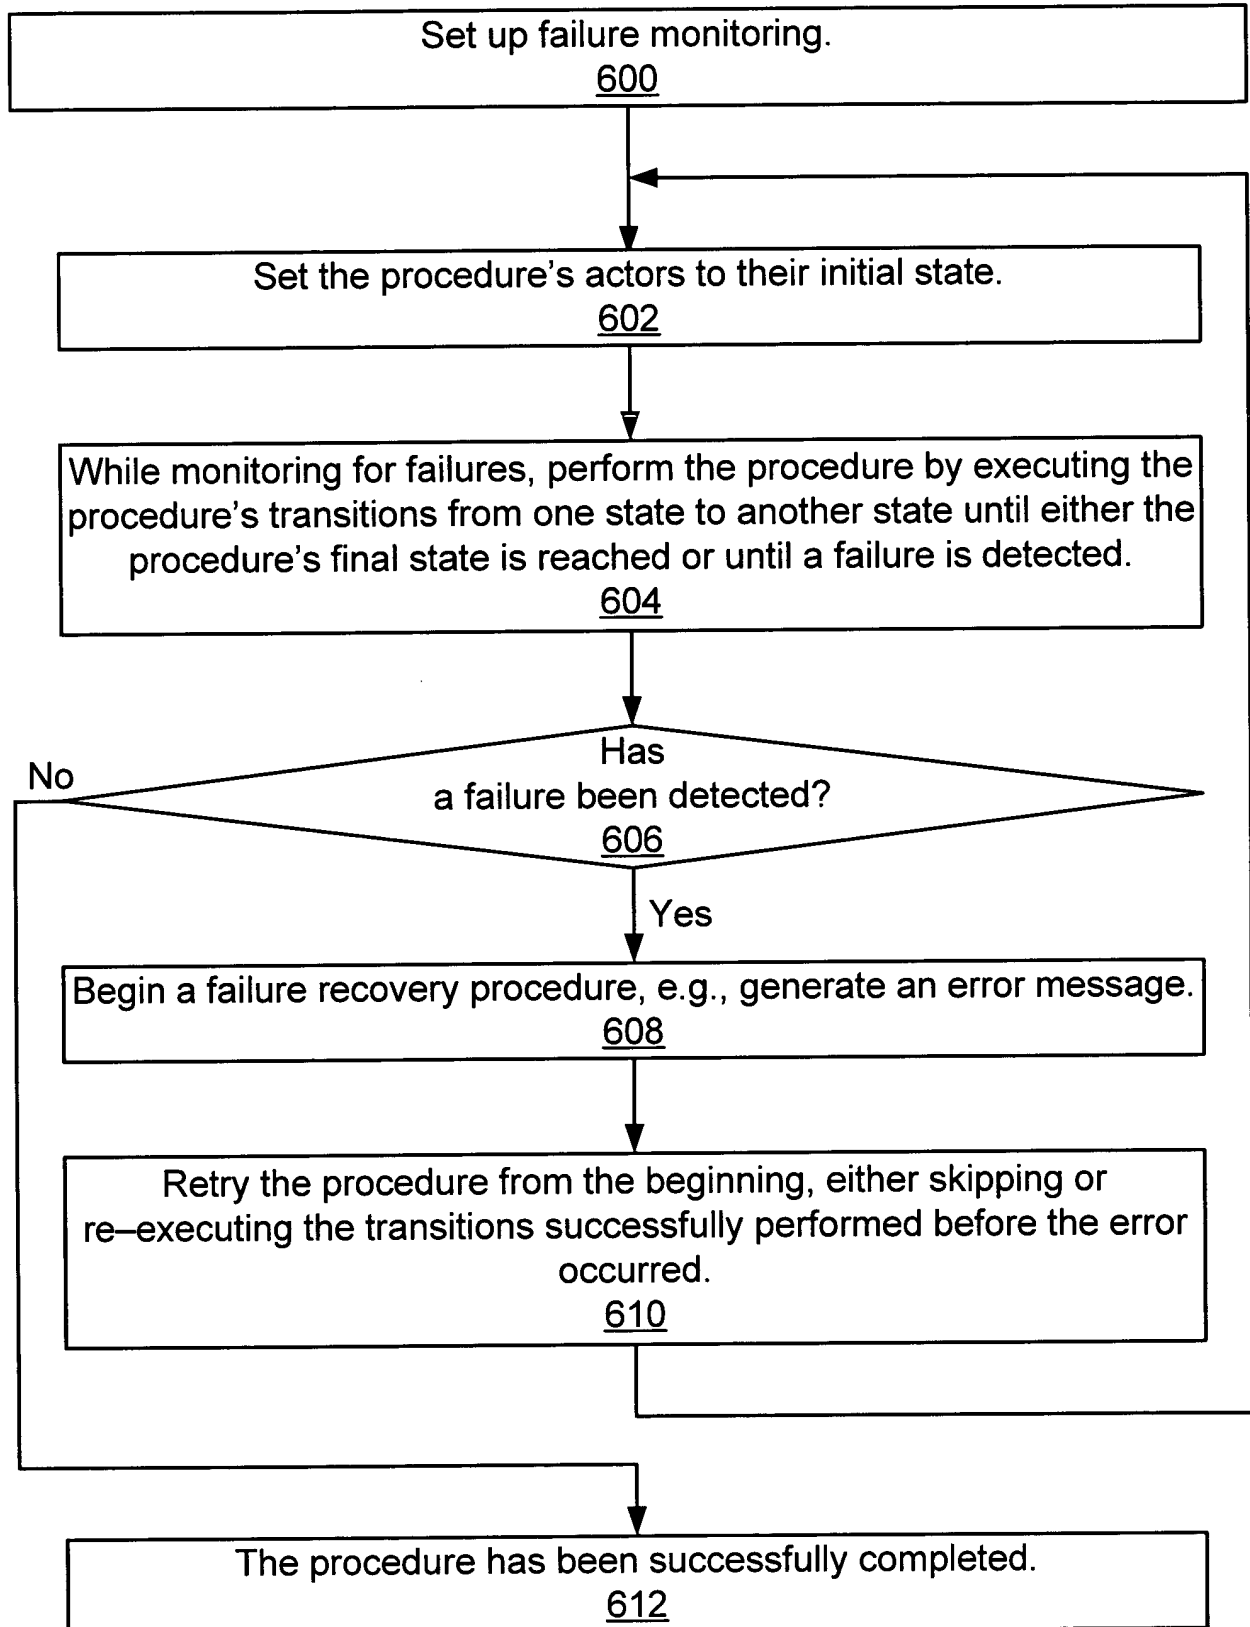 Set up failure monitoring.
600
Set the procedure's actors to their initial state.
602
While monitoring for failures, perform the procedure by executing the
procedure's transitions from one state to another state until either the
procedure's final state is reached or until a failure is detected.
604
Has
a failure been detected?
606
No
Yes
Begin a failure recovery procedure, e.g., generate an error message.
608
Retry the procedure from the beginning, either skipping or
re–executing the transitions successfully performed before the error
occurred.
610
The procedure has been successfully completed.
612